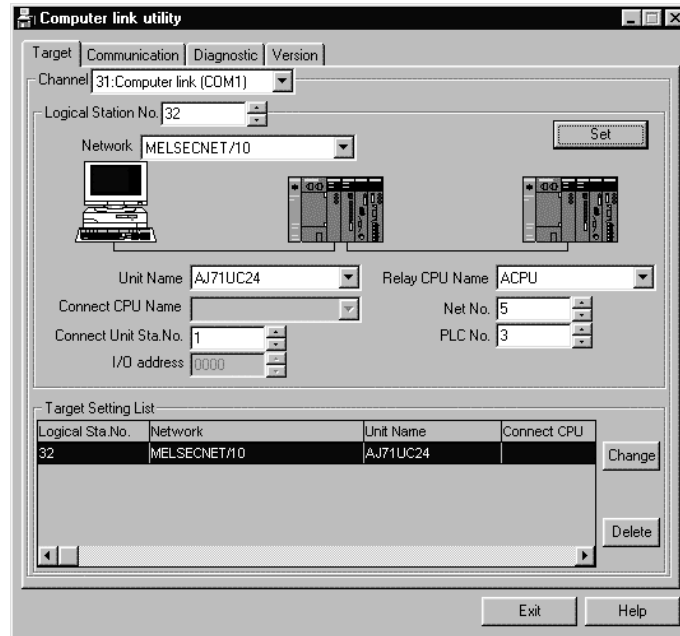 Computer link utility
Target Communication Diagnostic Version
Channel 31:Computer link (COM1)
Logical Station No. 32
Set
Network MELSECNET/10
Unit Name AJ71UC24 Relay CPU Name ACPU
Connect CPU Name Net No. 5
Connect Unit Sta.No. 1 PLC No. 3
I/O address 0000
Target Setting List
Logical Sta.No. Network Unit Name Connect CPU
32 MELSECNET/10 AJ71UC24
Change
Delete
Exit Help